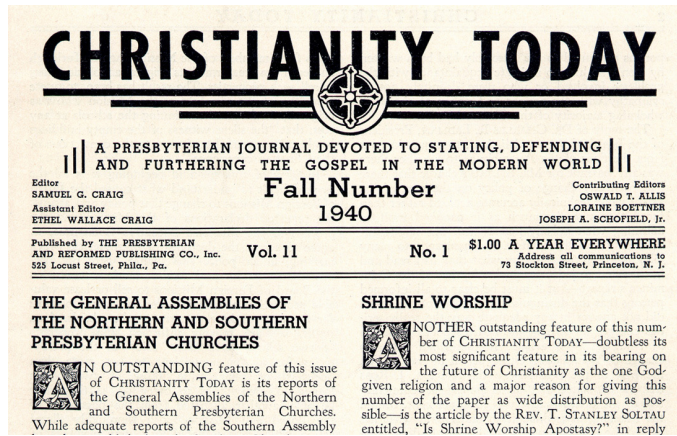 CHRISTIANITY TODAY
A PRESBYTERIAN JOURNAL DEVOTED TO STATING, DEFENDING
AND FURTHERING THE GOSPEL IN THE MODERN WORLD
Editor
SAMUEL G. CRAIG
Assistant Editor
ETHEL WALLACE CRAIG
Fall Number
1940
Contributing Editors
OSWALD T. ALLIS
LORAINE BOETTNER
JOSEPH A. SCHOFIELD, Jr.
Published by THE PRESBYTERIAN
AND REFORMED PUBLISHING CO., Inc.
525 Locust Street, Phila., Pa.
Vol. 11
No. 1
$1.00 A YEAR EVERYWHERE
Address all communications to
73 Stockton Street, Princeton, N. J.
THE GENERAL ASSEMBLIES OF
THE NORTHERN AND SOUTHERN
PRESBYTERIAN CHURCHES
AN OUTSTANDING feature of this issue
of CHRISTIANITY TODAY is its reports of
the General Assemblies of the Northern
and Southern Presbyterian Churches.
While adequate reports of the Southern Assembly
SHRINE WORSHIP
ANOTHER outstanding feature of this num-
ber of CHRISTIANITY TODAY—doubtless its
most significant feature in its bearing on
the future of Christianity as the one God-
given religion and a major reason for giving this
number of the paper as wide distribution as pos-
sible—is the article by the REV. T. STANLEY SOLTAU
entitled, "Is Shrine Worship Apostasy?" in reply